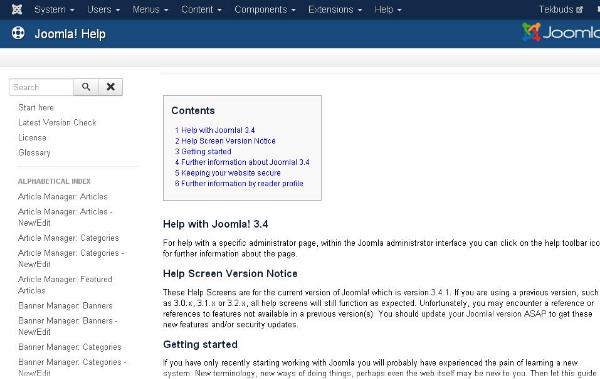 System Users Menus Content Components Extensions Help Tekbuds
Joomla! Help
Search
Start here
Latest Version Check
License
Glossary
ALPHABETICAL INDEX
Article Manager: Articles
Article Manager: Articles -
New/Edit
Article Manager: Categories
Article Manager: Categories -
New/Edit
Article Manager: Featured
Articles
Banner Manager: Banners
Banner Manager: Banners -
New/Edit
Banner Manager: Categories
Banner Manager: Categories -
New/Edit
Contents
1 Help with Joomla! 3.4
2 Help Screen Version Notice
3 Getting started
4 Further information about Joomla! 3.4
5 Keeping your website secure
6 Further information by reader profile
Help with Joomla! 3.4
For help with a specific administrator page, within the Joomla administrator interface you can click on the help toolbar ico
for further information about the page.
Help Screen Version Notice
These Help Screens are for the current version of Joomla! which is version 3.4.1. If you are using a previous version, such
as 3.0.x, 3.1.x or 3.2.x, all help screens will still function as expected. Unfortunately, you may encounter a reference or
references to features not available in a previous version(s). You should update your Joomla! version ASAP to get these
new features and/or security updates.
Getting started
If you have only recently starting working with Joomla you will probably have experienced the pain of learning a new
system. New terminology, new ways of doing things, perhaps even the web itself may be new to you. Then let this guide